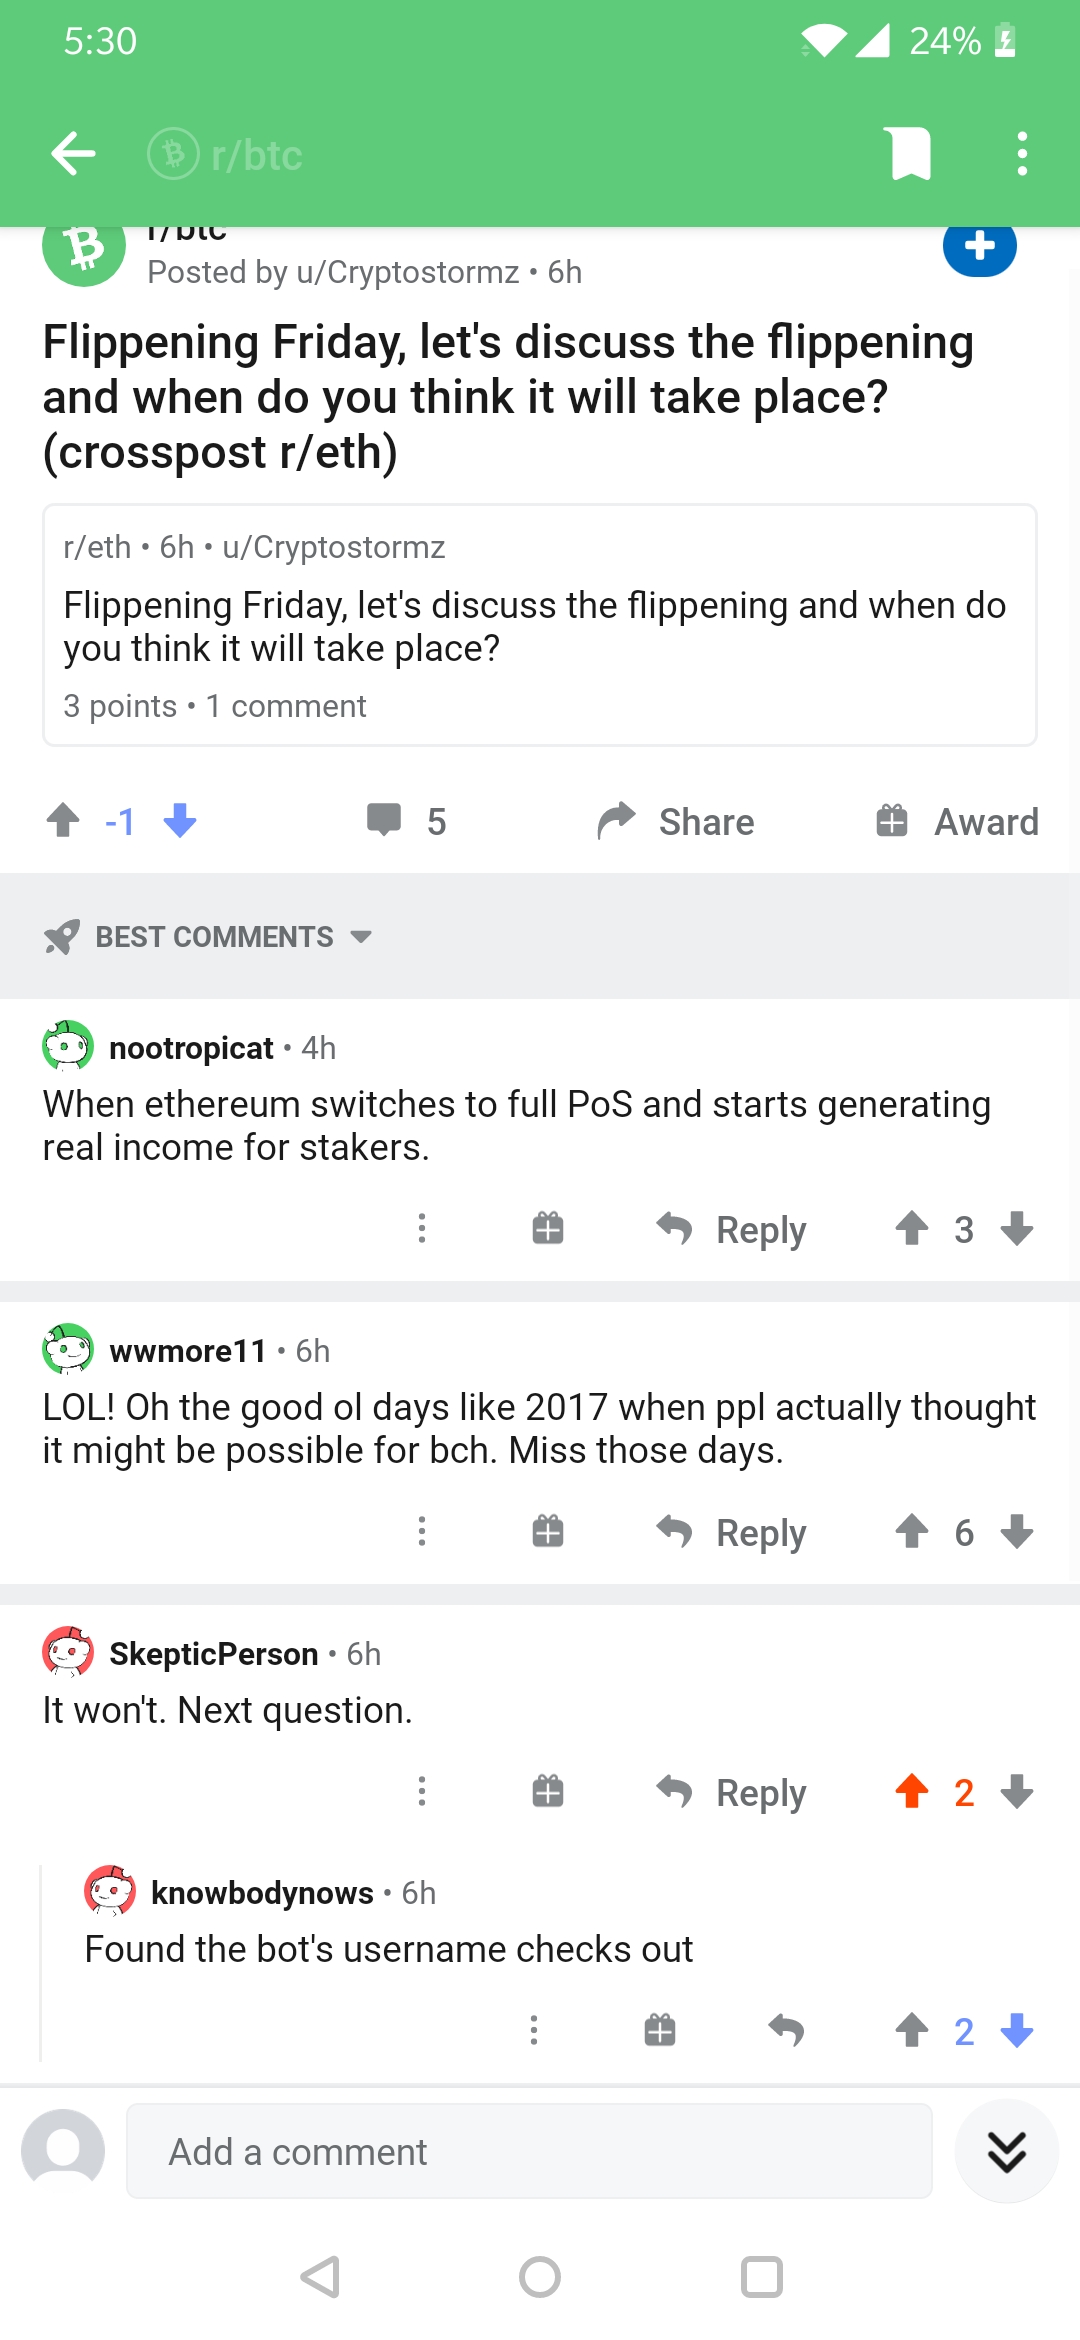 5:30
24%
r/btc
r/btc
Posted by u/Cryptostormz • 6h
Flippening Friday, let's discuss the flippening
and when do you think it will take place?
(crosspost r/eth)
r/eth • 6h • u/Cryptostormz
Flippening Friday, let's discuss the flippening and when do
you think it will take place?
3 points • 1 comment
-1
5
Share
Award
BEST COMMENTS
nootropicat • 4h
When ethereum switches to full PoS and starts generating
real income for stakers.
Reply
3
wwmore11 • 6h
LOL! Oh the good ol days like 2017 when ppl actually thought
it might be possible for bch. Miss those days.
Reply
6
SkepticPerson • 6h
It won't. Next question.
Reply
2
knowbodynows • 6h
Found the bot's username checks out
2
Add a comment